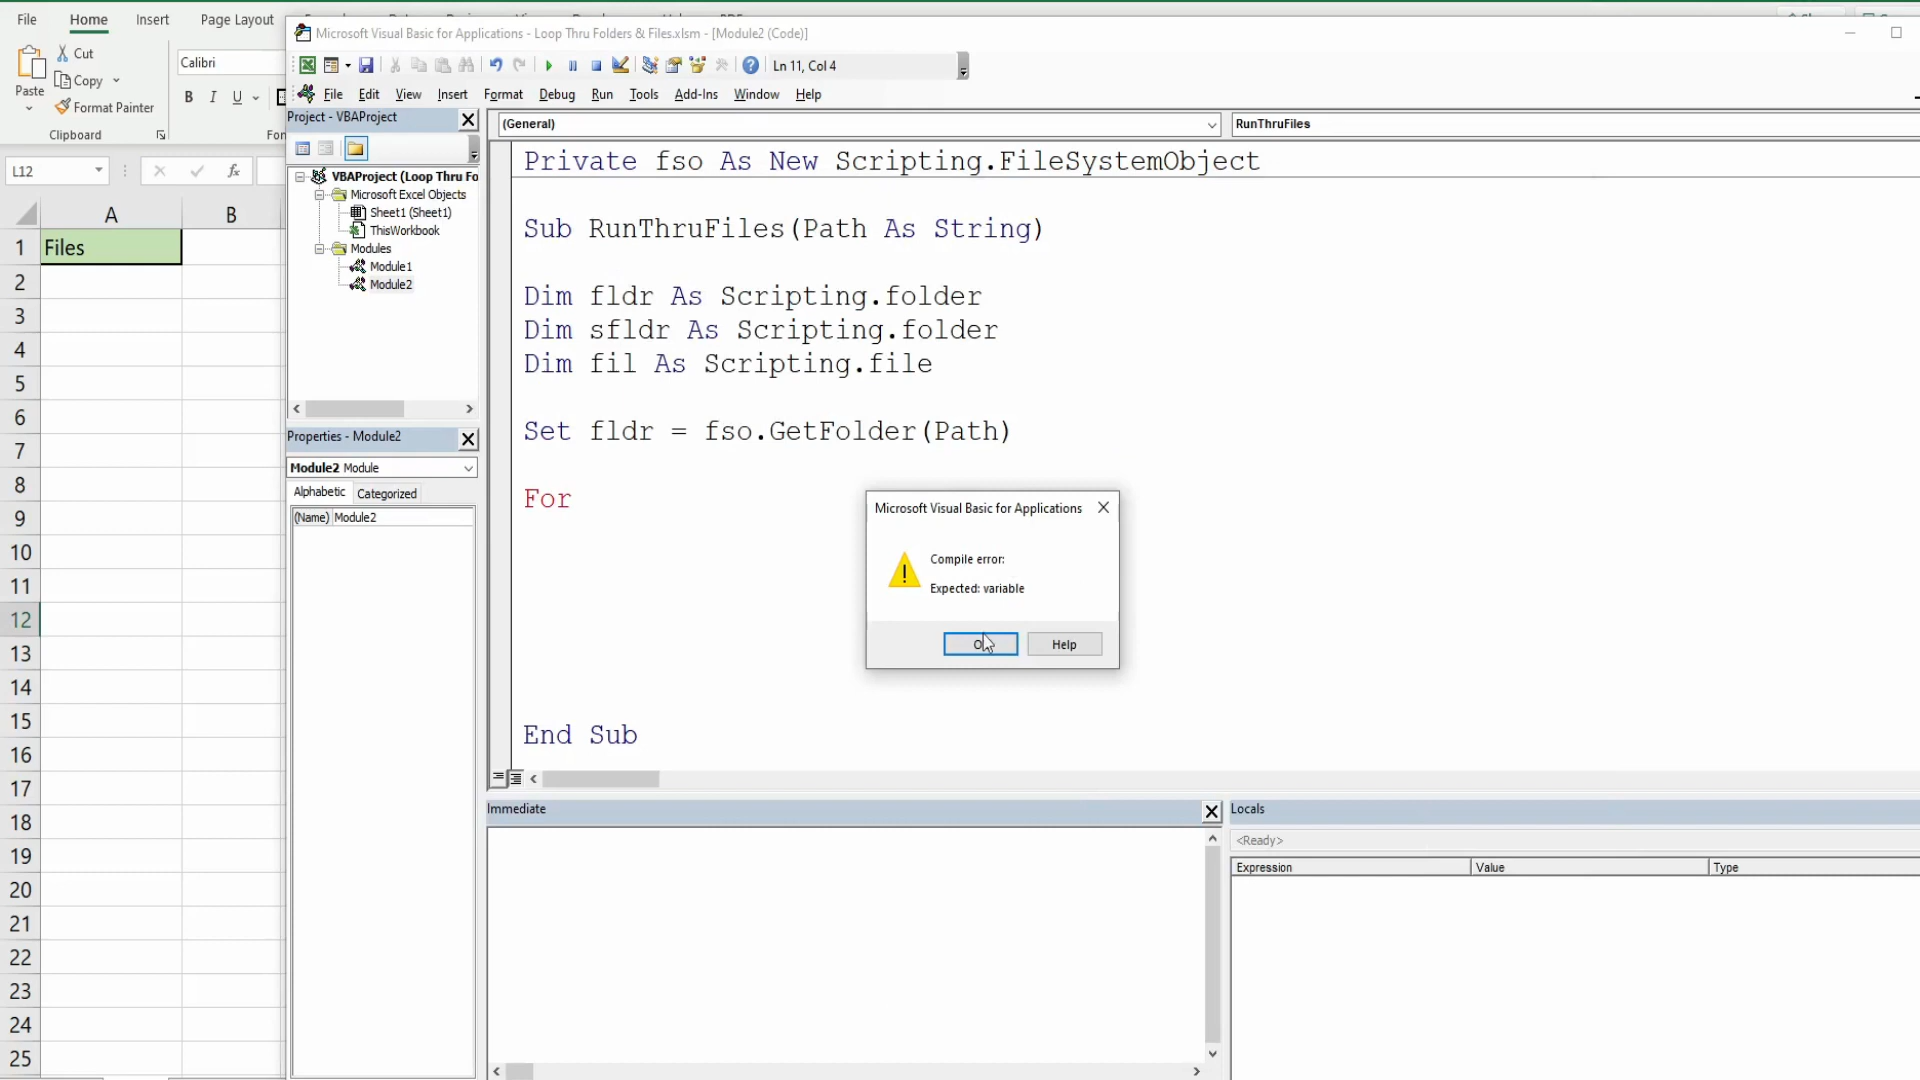 File Home Insert Page Layout
Microsoft Visual Basic for Applications - Loop Thru Folders & Files.xlsm - [Module2 (Code)]
Cut
Copy
Paste
Format Painter
Clipboard
Calibri
B I U
Ln 11, Col 4
File Edit View Insert Format Debug Run Tools Add-Ins Window Help
Project - VBAProject
VBAProject (Loop Thru Fo
Microsoft Excel Objects
Sheet1 (Sheet1)
ThisWorkbook
Modules
Module1
Module2
Properties - Module2
Module2 Module
Alphabetic Categorized
(Name) Module2
L12
fx
A B
1 Files
2
3
4
5
6
7
8
9
10
11
12
13
14
15
16
17
18
19
20
21
22
23
24
25
(General) RunThruFiles
Private fso As New Scripting.FileSystemObject
Sub RunThruFiles(Path As String)
Dim fldr As Scripting.folder
Dim sfldr As Scripting.folder
Dim fil As Scripting.file
Set fldr = fso.GetFolder(Path)
For
End Sub
Microsoft Visual Basic for Applications
Compile error:
Expected: variable
Help
Immediate
Locals
<Ready>
Expression Value Type